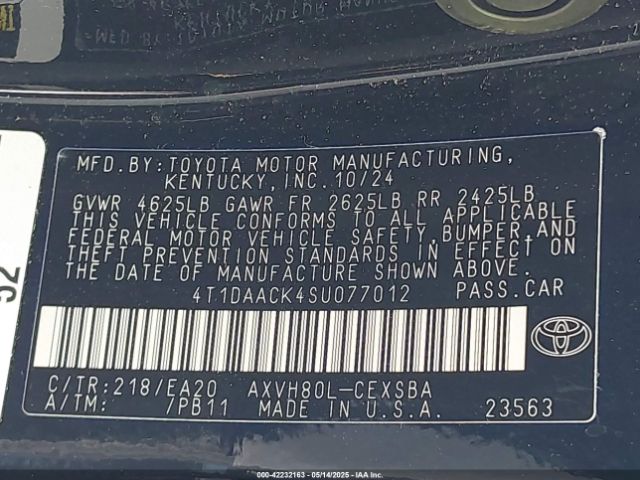 MFD.BY:TOYOTA MOTOR MANUFACTURING,
KENTUCKY,INC.10/24
GVWR 4625LB GAWR FR 2625LB RR 2425LB
THIS VEHICLE CONFORMS TO ALL APPLICABLE
FEDERAL MOTOR VEHICLE SAFETY,BUMPER,AND
THEFT PREVENTION STANDARDS IN EFFECT ON
THE DATE OF MANUFACTURE SHOWN ABOVE.
4T1DAACK4SU077012 PASS.CAR
C/TR:218/EA20 AXVH80L-CEXSBA
A/TM: /PB11 MADE IN U.S.A. 23563
TOYOTA
000-42232163 - 05/14/2025 - IAA Inc.